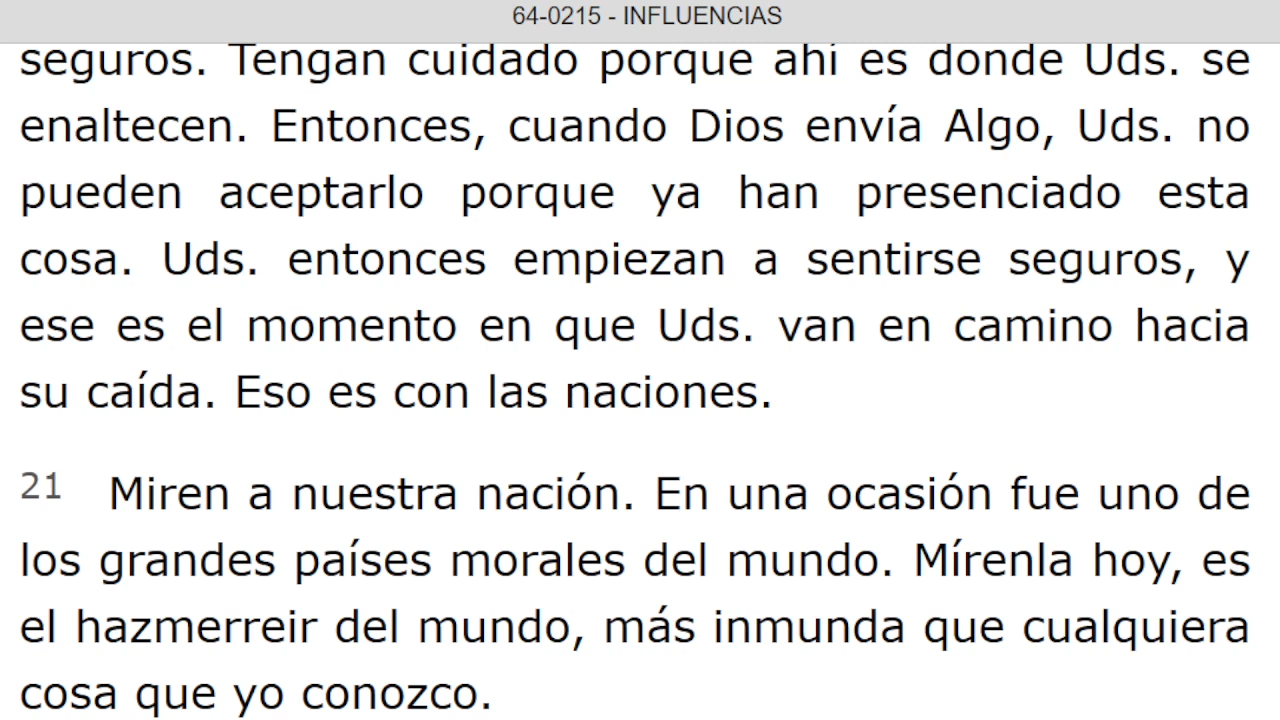 64-0215 - INFLUENCIAS
seguros. Tengan cuidado porque ahí es donde Uds. se
enaltecen. Entonces, cuando Dios envía Algo, Uds. no
pueden aceptarlo porque ya han presenciado esta
cosa. Uds. entonces empiezan a sentirse seguros, y
ese es el momento en que Uds. van en camino hacia
su caída. Eso es con las naciones.
21 Miren a nuestra nación. En una ocasión fue uno de
los grandes países morales del mundo. Mírenla hoy, es
el hazmerreir del mundo, más inmunda que cualquiera
cosa que yo conozco.